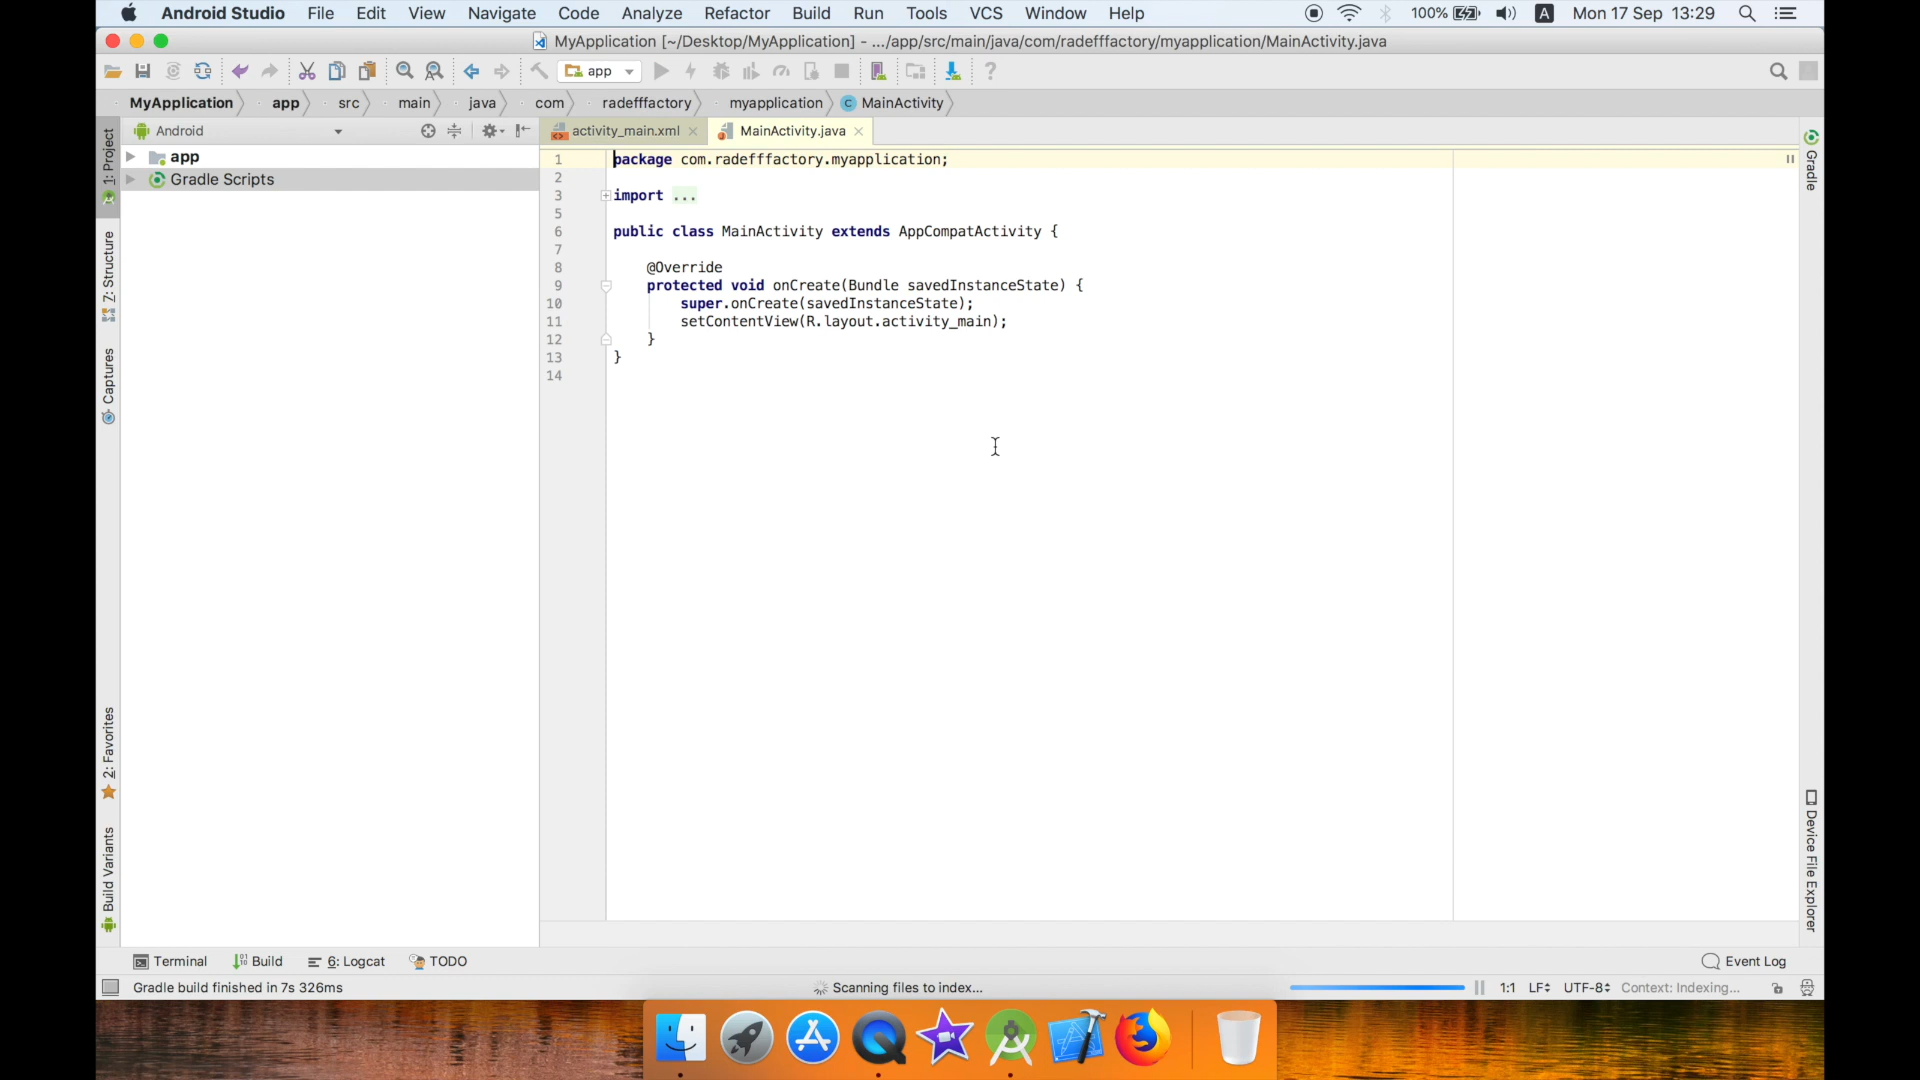 Android Studio File Edit View Navigate Code Analyze Refactor Build Run Tools VCS Window Help 100% A Mon 17 Sep 13:29
MyApplication [~/Desktop/MyApplication] - .../app/src/main/java/com/radefffactory/myapplication/MainActivity.java
app
MyApplication app src main java com radefffactory myapplication C MainActivity
Android activity_main.xml MainActivity.java
1: Project
Z: Structure
Captures
2: Favorites
Build Variants
app
Gradle Scripts
1 package com.radefffactory.myapplication;
2
3 import ...
5
6 public class MainActivity extends AppCompatActivity {
7
8 @Override
9 protected void onCreate(Bundle savedInstanceState) {
10 super.onCreate(savedInstanceState);
11 setContentView(R.layout.activity_main);
12 }
13 }
14
Gradle
Device File Explorer
Terminal Build 6: Logcat TODO Event Log
Gradle build finished in 7s 326ms Scanning files to index... 1:1 LF UTF-8 Context: Indexing...